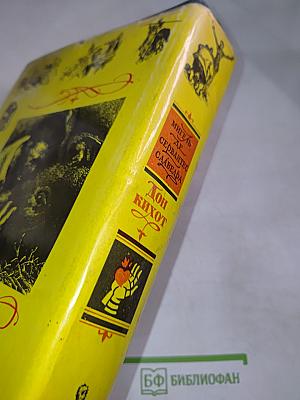 МИГЕЛЬ
ДЕ
СЕРВАНТЕС
СААВЕДРА
Дон
кихот
БФ БИБЛИОФАН